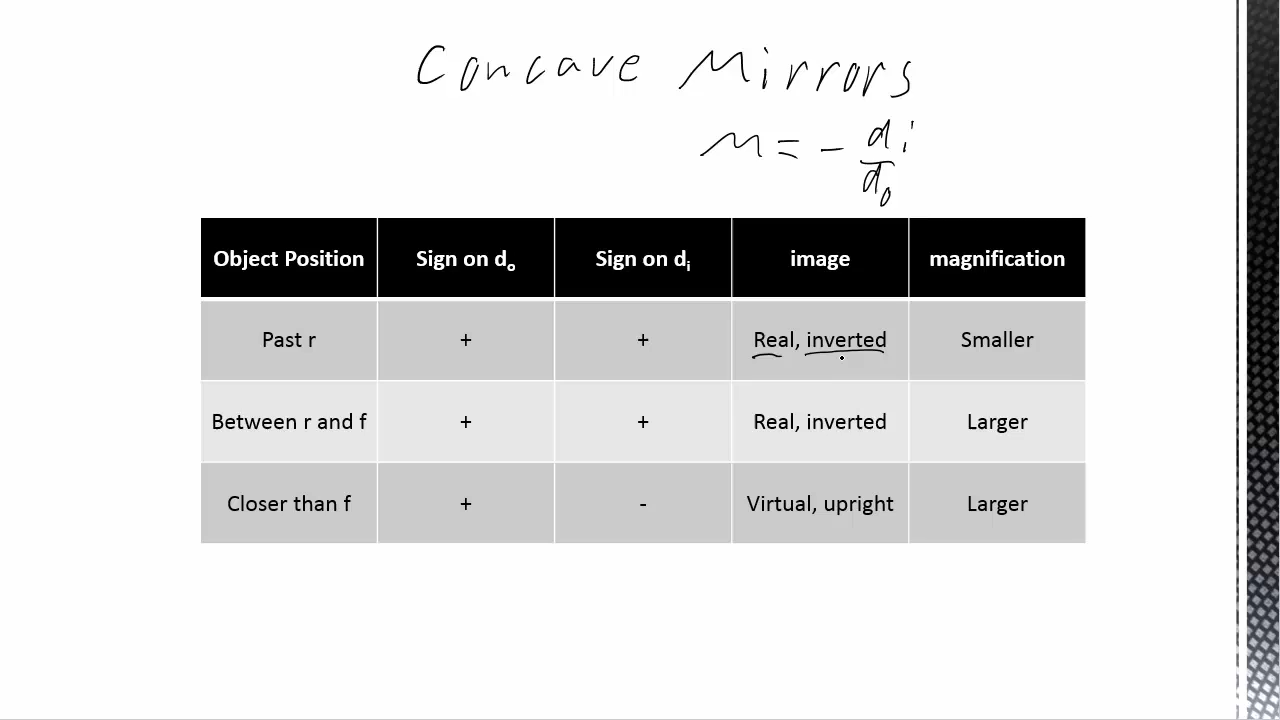 Concave Mirrors
M = - di/do
Object Position Sign on do Sign on di image magnification
Past r + + Real, inverted Smaller
Between r and f + + Real, inverted Larger
Closer than f + - Virtual, upright Larger